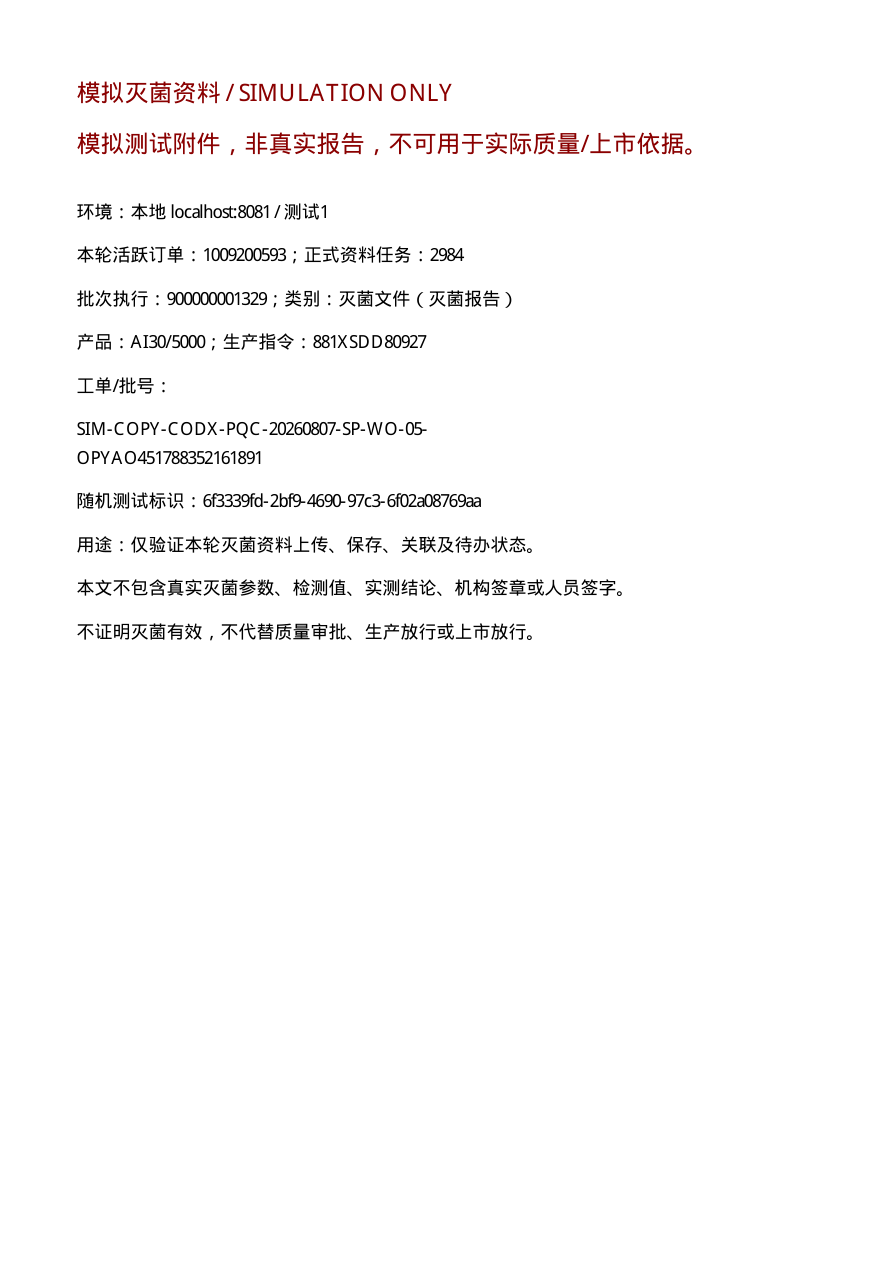 模拟灭菌资料 / SIMULATION ONLY
模拟测试附件，非真实报告，不可用于实际质量/上市依据。
环境：本地 localhost:8081 / 测试1
本轮活跃订单：1009200593；正式资料任务：2984
批次执行：900000001329；类别：灭菌文件（灭菌报告）
产品：AI30/5000；生产指令：881XSDD80927
工单/批号：
SIM-COPY-CODX-PQC-20260807-SP-WO-05-
OPYAO451788352161891
随机测试标识：6f3339fd-2bf9-4690-97c3-6f02a08769aa
用途：仅验证本轮灭菌资料上传、保存、关联及待办状态。
本文不包含真实灭菌参数、检测值、实测结论、机构签章或人员签字。
不证明灭菌有效，不代替质量审批、生产放行或上市放行。